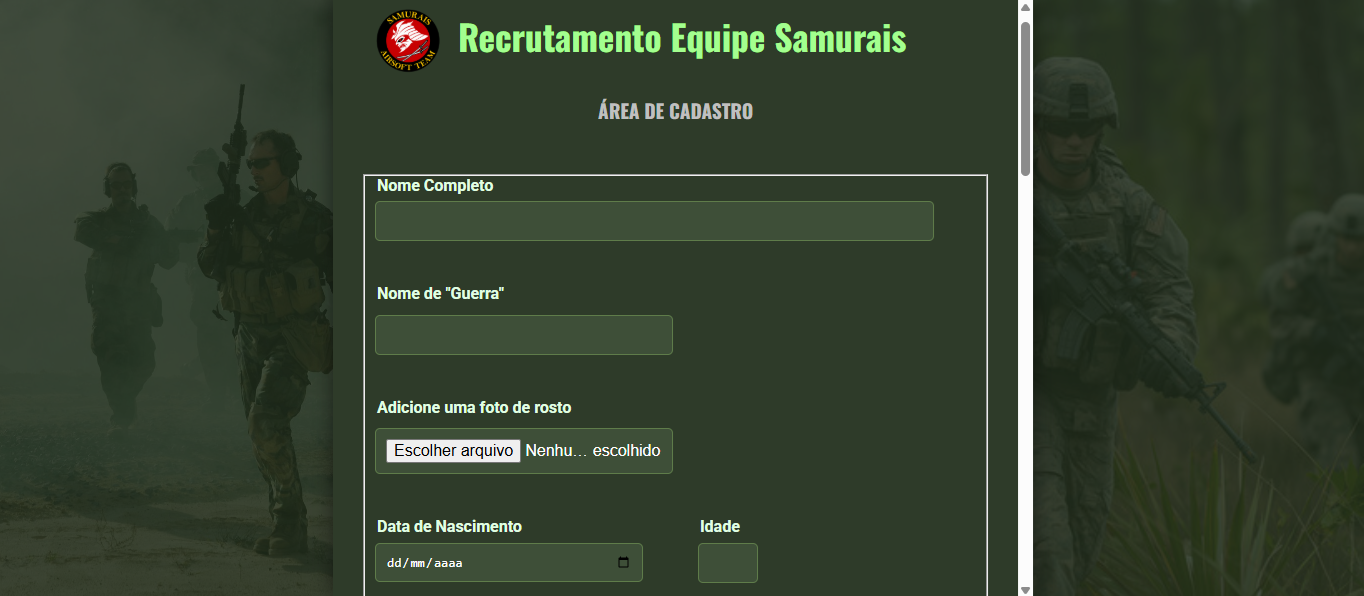 SAMURAIS
AIRSOFT TEAM
Recrutamento Equipe Samurais
ÁREA DE CADASTRO
Nome Completo
Nome de "Guerra"
Adicione uma foto de rosto
Escolher arquivo Nenhu... escolhido
Data de Nascimento Idade
dd/mm/aaaa